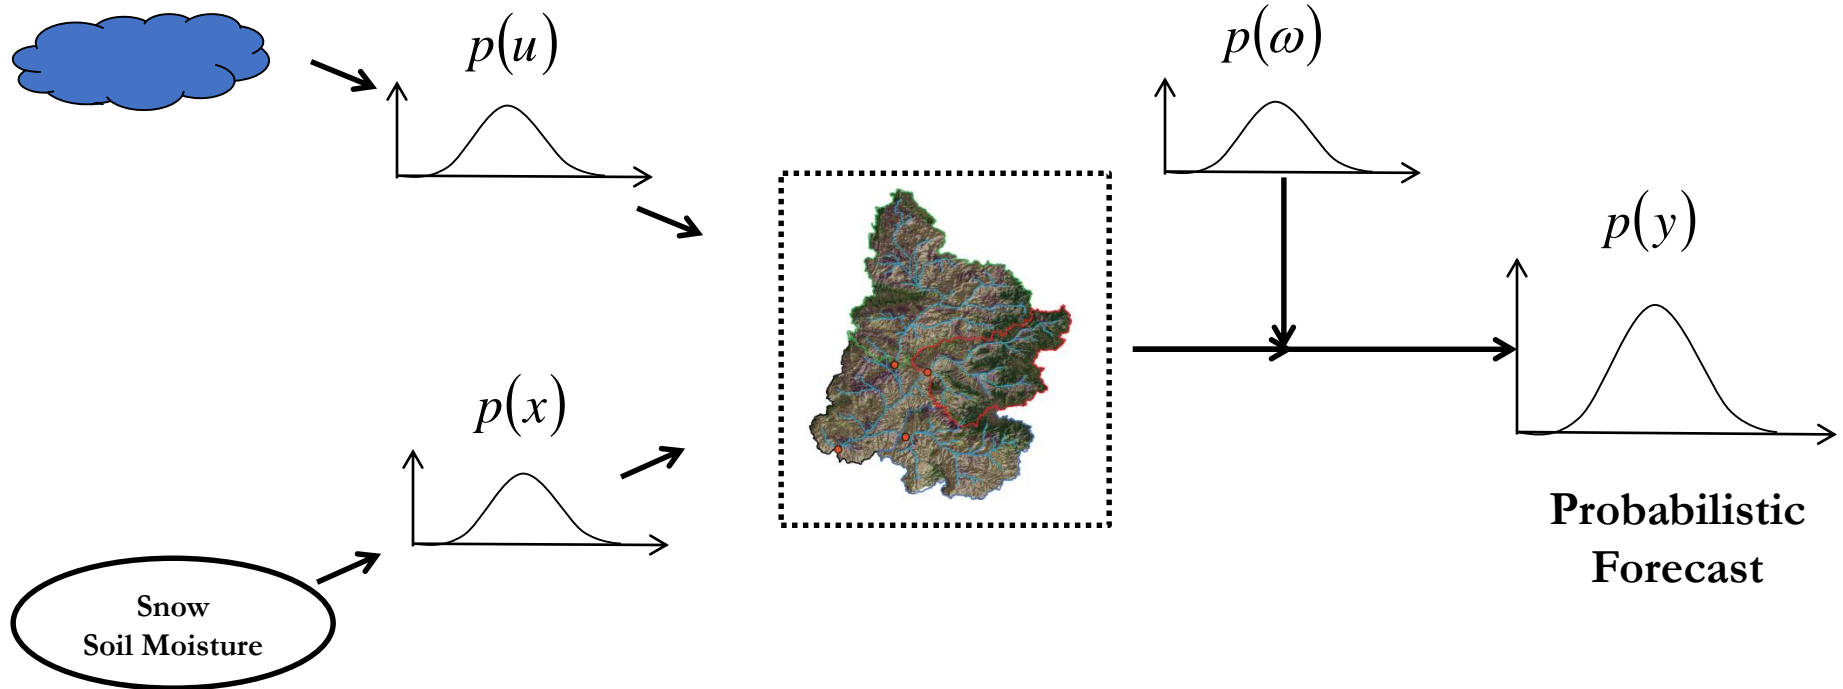 p(u)
p(ω)
p(y)
p(x)
Snow
Soil Moisture
Probabilistic
Forecast